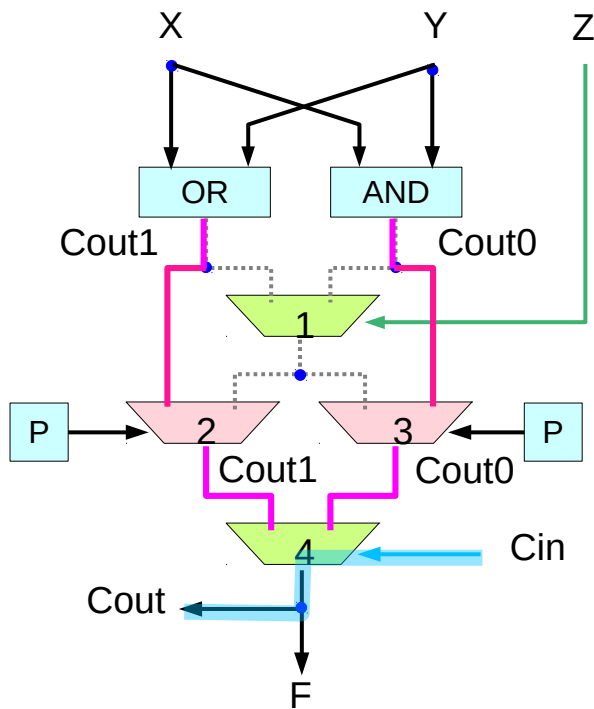 X Y Z
OR AND
Cout1 Cout0
1
P 2 3 P
Cout1 Cout0
4 Cin
Cout
F